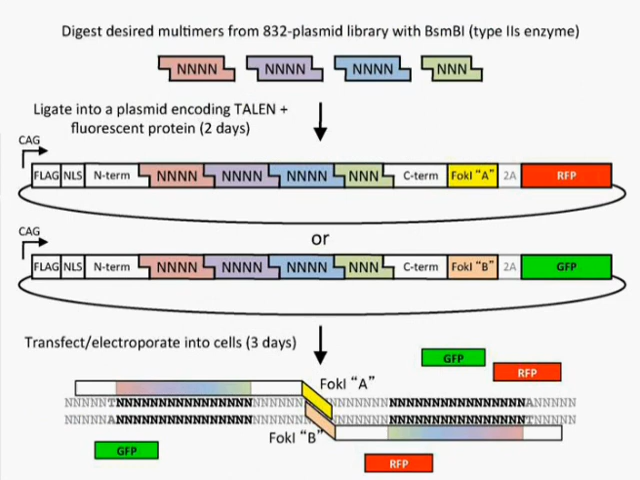 Digest desired multimers from 832-plasmid library with BsmBI (type IIs enzyme)
NNNN NNNN NNNN NNN
Ligate into a plasmid encoding TALEN +
fluorescent protein (2 days)
CAG
FLAG NLS N-term NNNN NNNN NNNN NNN C-term FokI "A" 2A RFP
or
CAG
FLAG NLS N-term NNNN NNNN NNNN NNN C-term FokI "B" 2A GFP
Transfect/electroporate into cells (3 days)
GFP
RFP
FokI "A"
FokI "B"
GFP
RFP